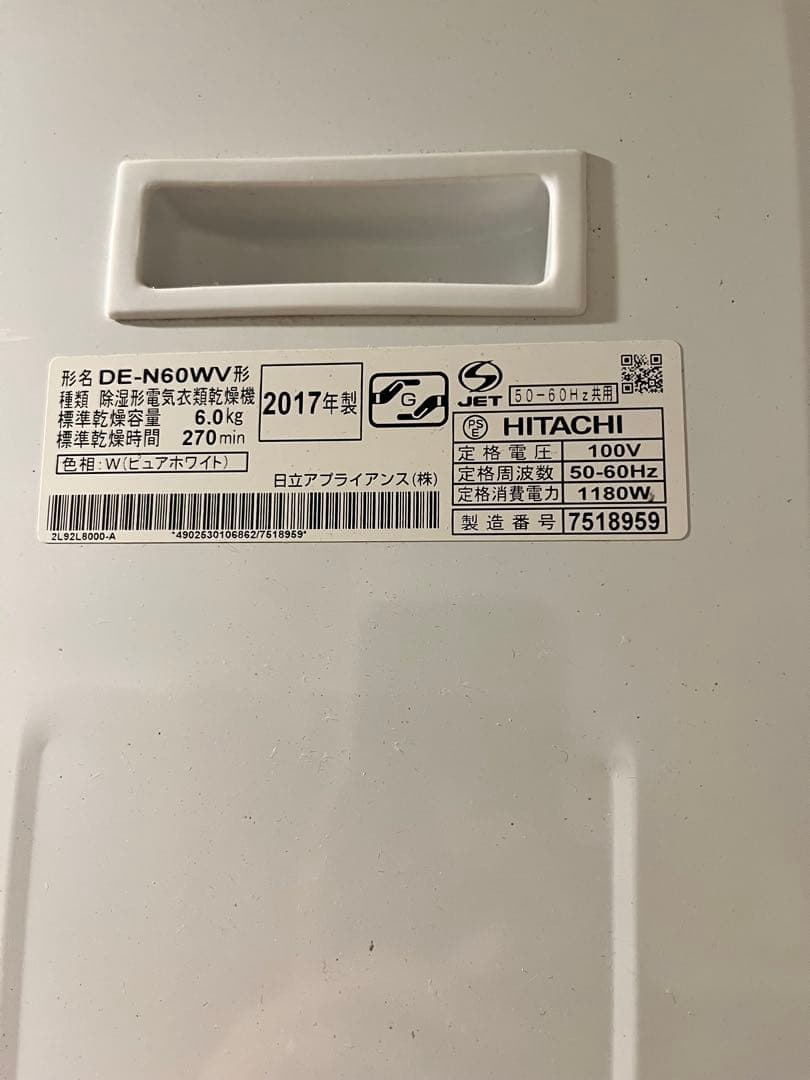 形名 DE-N60WV形
種類 除湿形電気衣類乾燥機
標準乾燥容量 6.0kg
標準乾燥時間 270min
色相:W(ピュアホワイト)
2017年製
G
S
JET
50-60Hz共用
PSE HITACHI
定格電圧 100V
定格周波数 50-60Hz
定格消費電力 1180W
製造番号 7518959
日立アプライアンス(株)
2L92L8000-A *4902530106862/7518959*